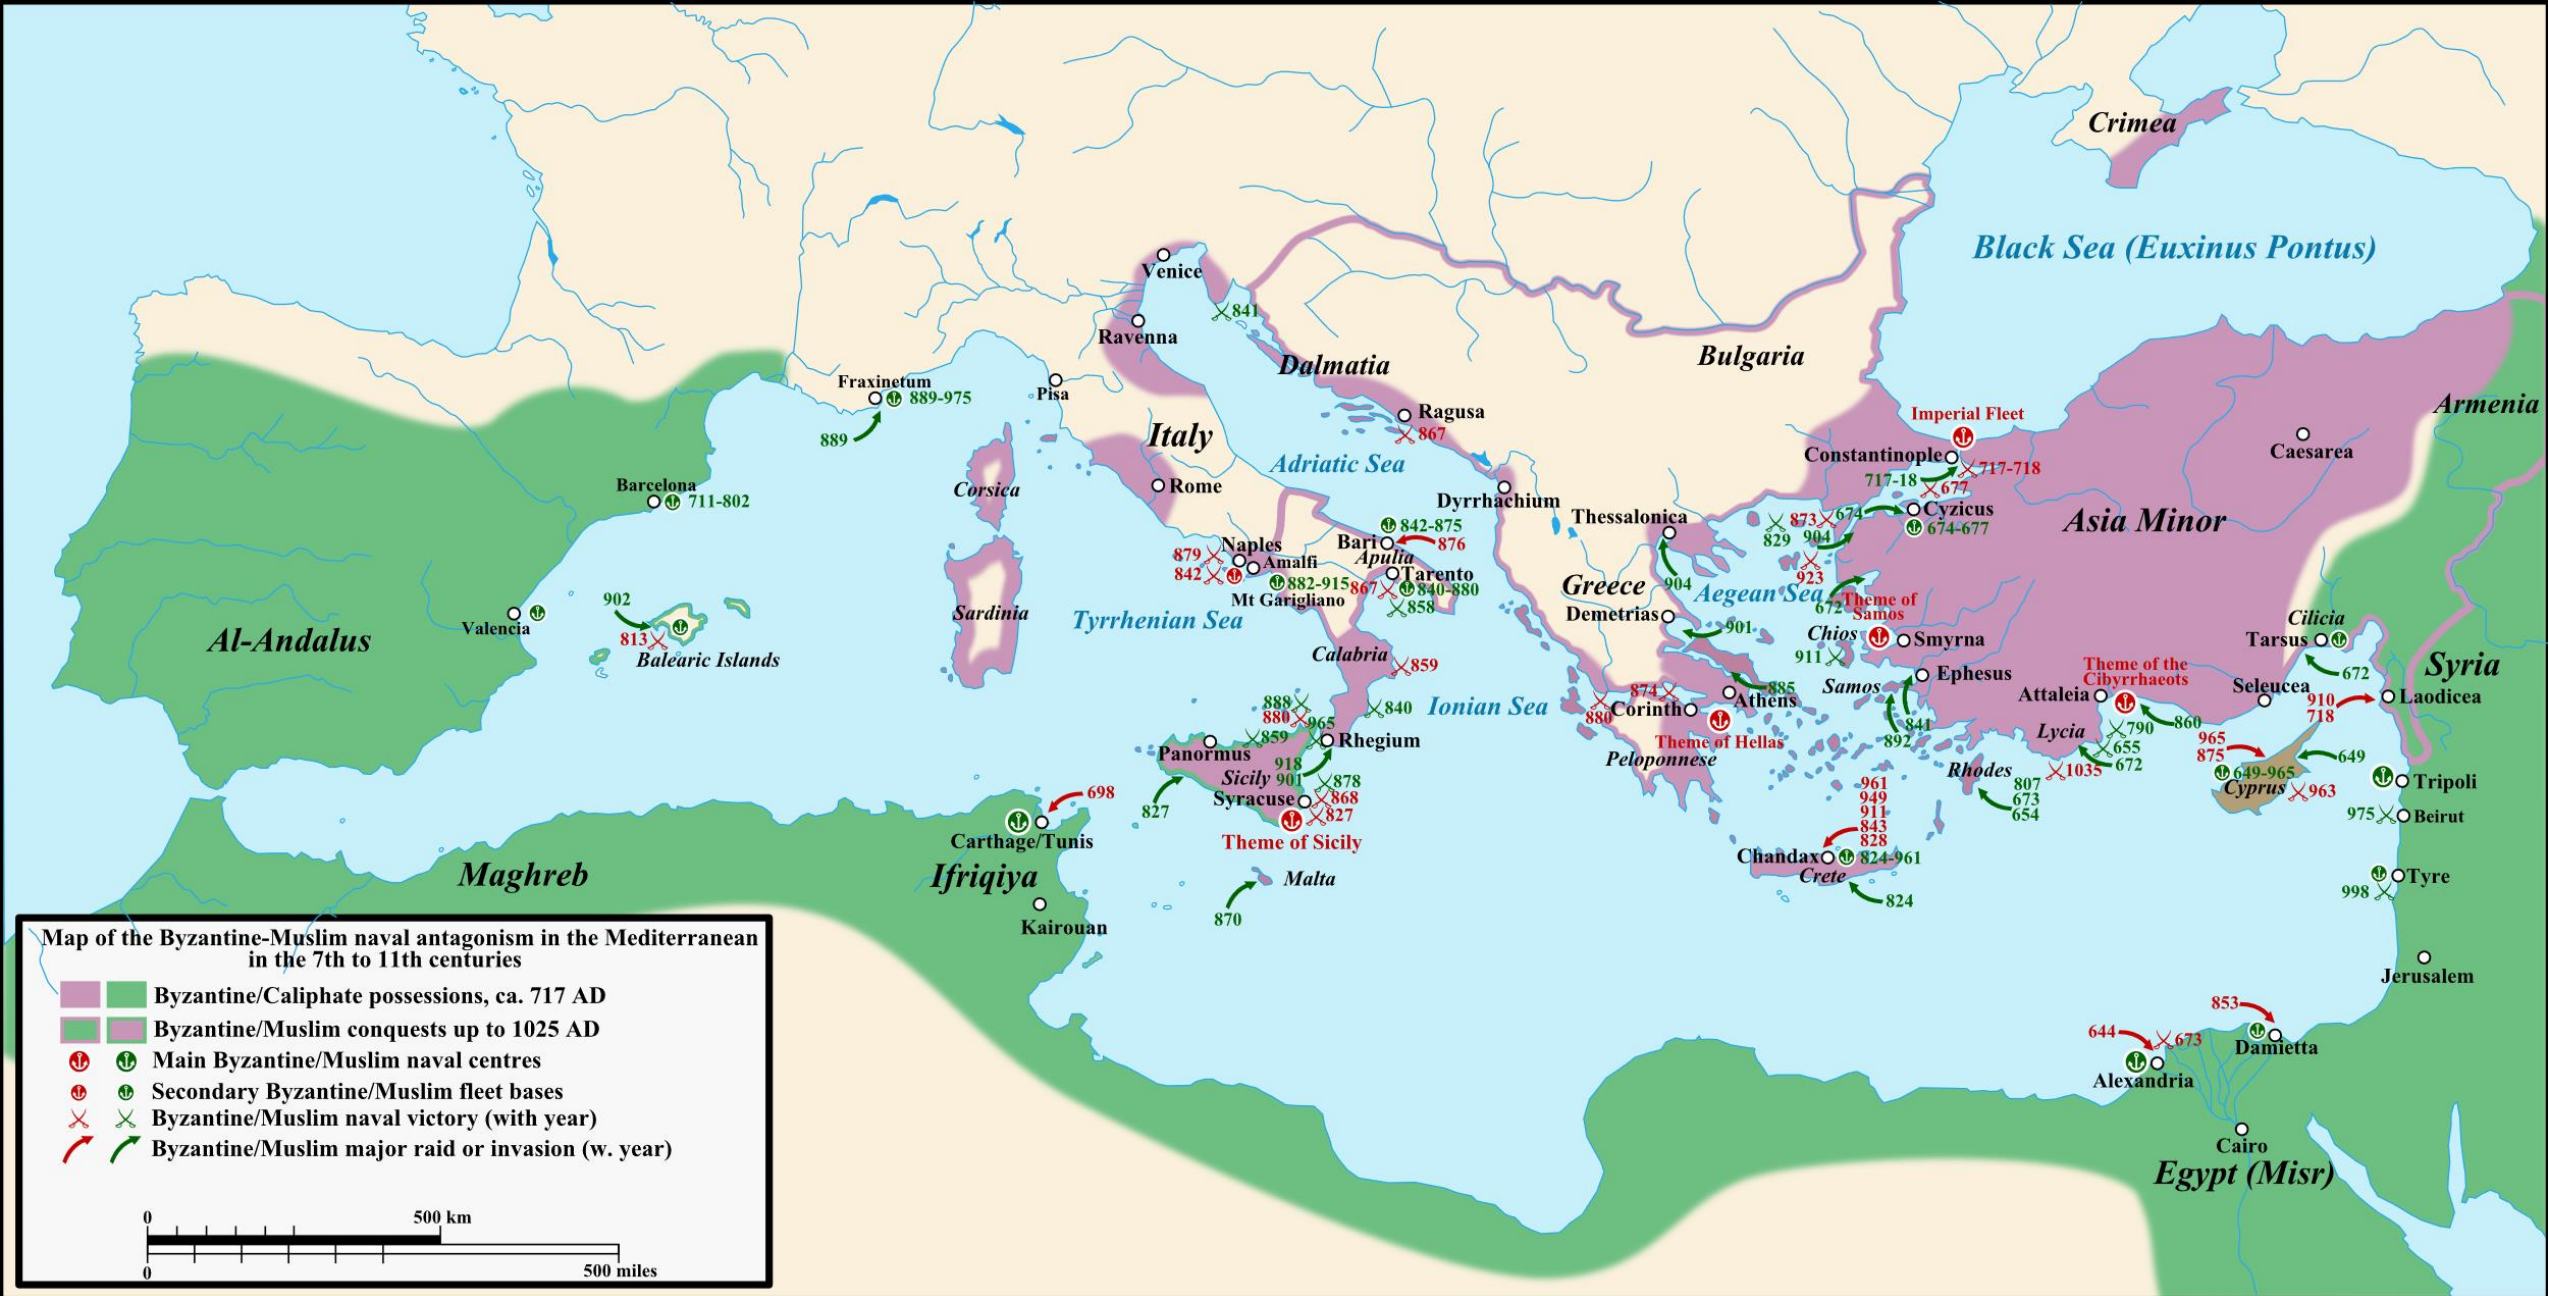 Crimea
Black Sea (Euxinus Pontus)
Venice
841
Ravenna
Dalmatia
Bulgaria
Fraxinetum
889-975
889
Pisa
Italy
Ragusa
867
Adriatic Sea
Imperial Fleet
Constantinople
717-718
717-18
677
Armenia
Caesarea
Corsica
Rome
Barcelona
711-802
Dyrrhachium
Thessalonica
829
873
674
904
Cyzicus
674-677
Asia Minor
842-875
Bari
876
Apulia
879
Naples
842
Amalfi
882-915
Mt Garigliano
Tarento
867
840-880
858
Greece
904
923
Aegean Sea
672
Theme of
Samos
Demetrias
901
Chios
Smyrna
911
Cilicia
Tarsus
672
Al-Andalus
Valencia
902
813
Balearic Islands
Sardinia
Tyrrhenian Sea
Calabria
859
Ionian Sea
885
Samos
Ephesus
Theme of the
Cibyrrhaeots
Attaleia
Seleucea
Syria
910
718
Laodicea
888
880
965
840
874
880
Corinth
Athens
Theme of Hellas
Peloponnese
841
892
Lycia
790
655
672
860
965
875
649
1035
649-965
Cyprus
963
Tripoli
975
Beirut
859
Panormus
Rhegium
Sicily
918
901
878
Syracuse
868
827
827
Theme of Sicily
Rhodes
807
673
654
961
949
911
843
828
Chandax
824-961
Crete
824
698
Carthage/Tunis
Maghreb
Ifriqiya
Kairouan
Malta
870
Tyre
998
Jerusalem
853
644
673
Damietta
Alexandria
Cairo
Egypt (Misr)
Map of the Byzantine-Muslim naval antagonism in the Mediterranean
in the 7th to 11th centuries
Byzantine/Caliphate possessions, ca. 717 AD
Byzantine/Muslim conquests up to 1025 AD
Main Byzantine/Muslim naval centres
Secondary Byzantine/Muslim fleet bases
Byzantine/Muslim naval victory (with year)
Byzantine/Muslim major raid or invasion (w. year)
0
500 km
0
500 miles